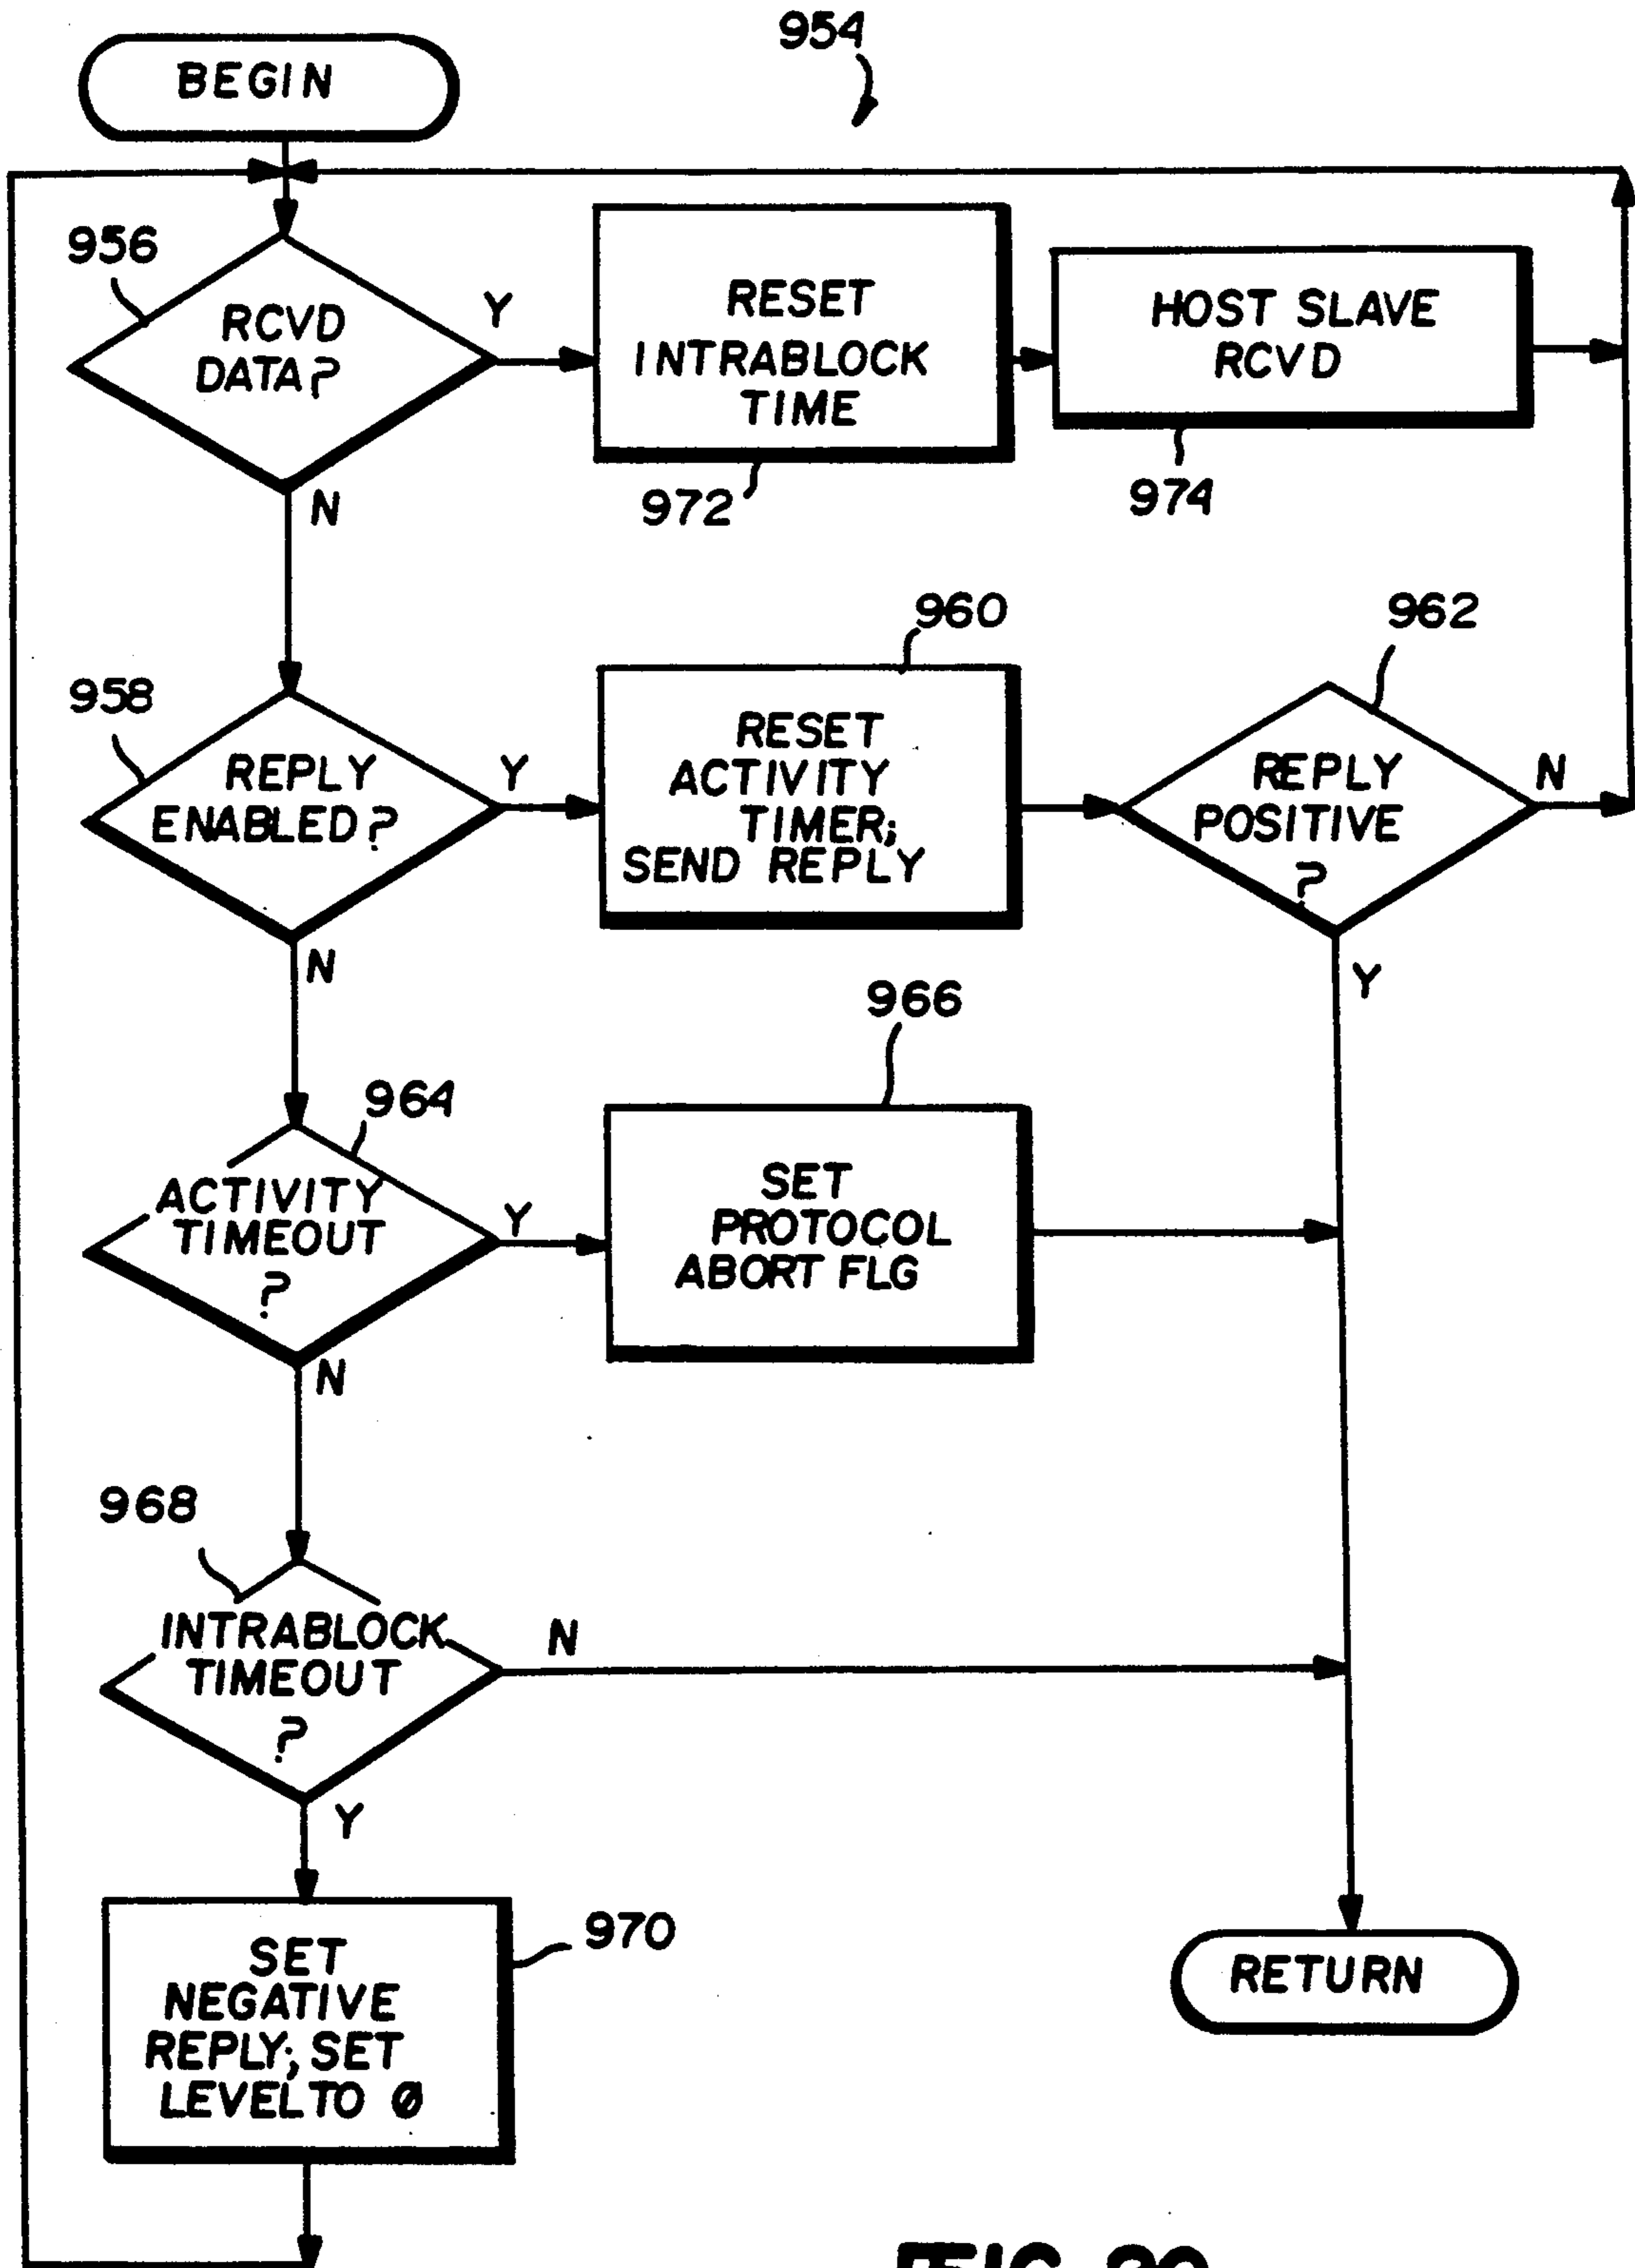 954
BEGIN
956
RCVD
DATA?
Y
N
RESET
INTRABLOCK
TIME
972
HOST SLAVE
RCVD
974
958
REPLY
ENABLED?
Y
N
960
RESET
ACTIVITY
TIMER;
SEND REPLY
962
REPLY
POSITIVE
?
N
Y
964
ACTIVITY
TIMEOUT
?
Y
N
966
SET
PROTOCOL
ABORT FLG
968
INTRABLOCK
TIMEOUT
?
N
Y
970
SET
NEGATIVE
REPLY; SET
LEVEL TO 0
RETURN
FIG.